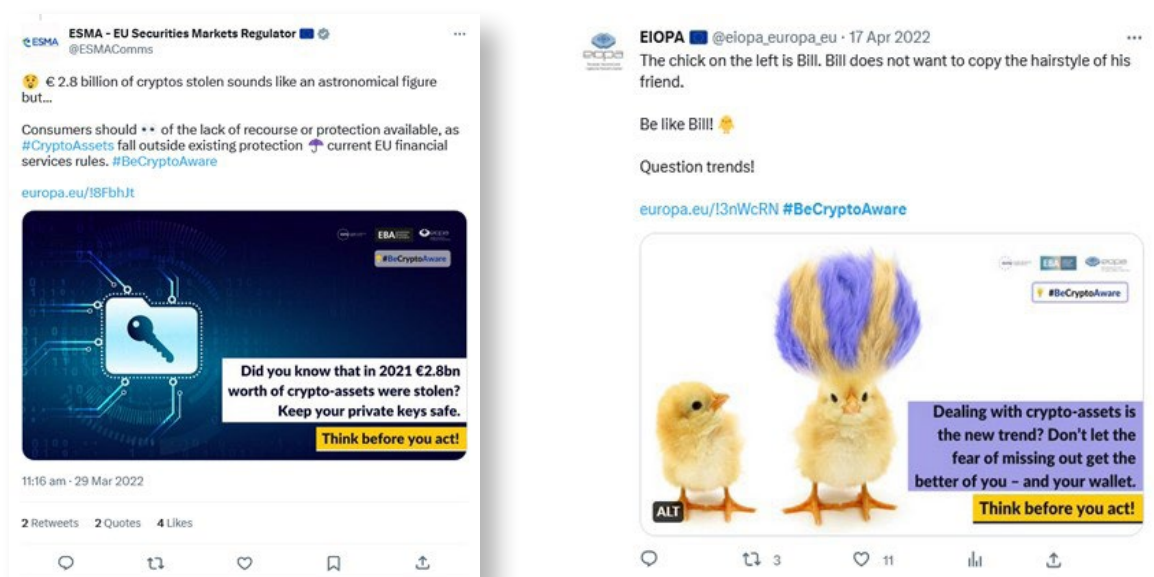 ESMA - EU Securities Markets Regulator
@ESMAComms
ESMA
€ 2.8 billion of cryptos stolen sounds like an astronomical figure
but...
Consumers should 👀 of the lack of recourse or protection available, as
#CryptoAssets fall outside existing protection ☂ current EU financial
services rules. #BeCryptoAware
europa.eu/!8FbhJt
EBA
eiopa
#BeCryptoAware
Did you know that in 2021 €2.8bn
worth of crypto-assets were stolen?
Keep your private keys safe.
Think before you act!
11:16 am · 29 Mar 2022
2 Retweets 2 Quotes 4 Likes
EIOPA @eiopa_europa_eu · 17 Apr 2022
eiopa
The chick on the left is Bill. Bill does not want to copy the hairstyle of his
friend.
Be like Bill! 🐥
Question trends!
europa.eu/!3nWcRN #BeCryptoAware
EBA
eiopa
#BeCryptoAware
Dealing with crypto-assets is
the new trend? Don't let the
fear of missing out get the
better of you – and your wallet.
Think before you act!
ALT
3 11